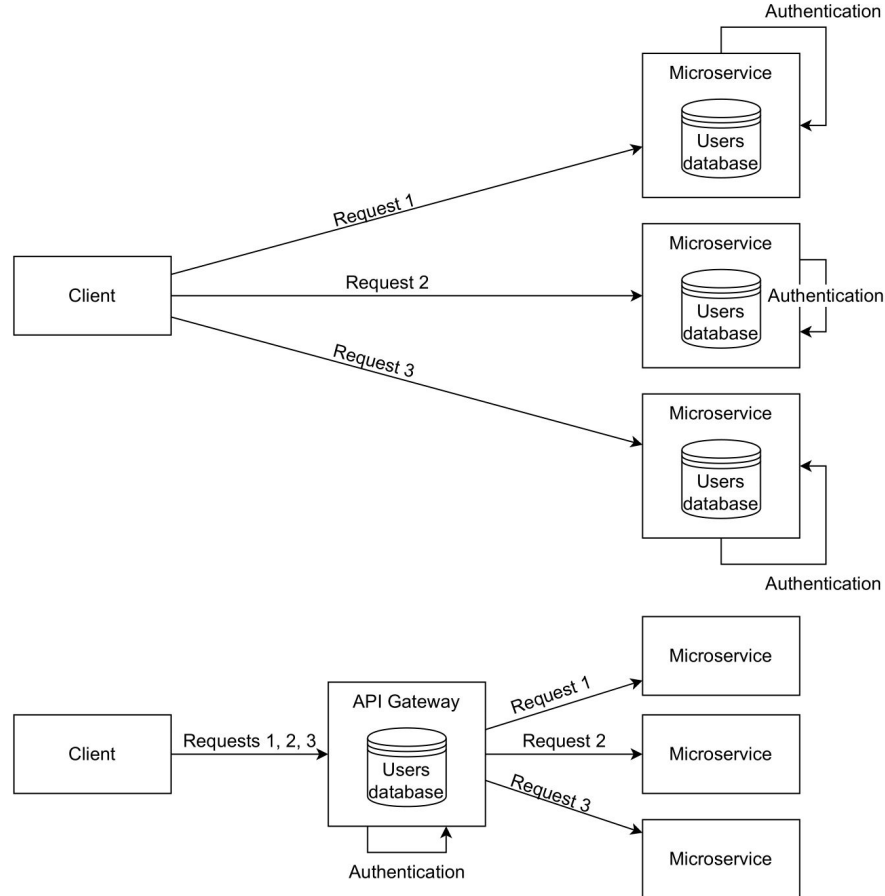 Authentication
Microservice
Users
database
Request 1
Microservice
Client
Request 2
Users
database
Authentication
Request 3
Microservice
Users
database
Authentication
Microservice
API Gateway
Request 1
Client
Requests 1, 2, 3
Users
database
Request 2
Microservice
Request 3
Authentication
Microservice